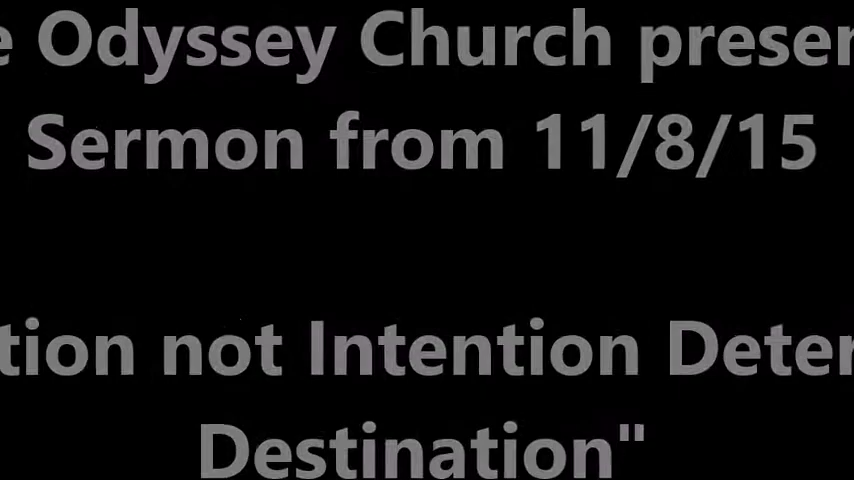 e Odyssey Church presen
Sermon from 11/8/15
tion not Intention Deter
Destination"